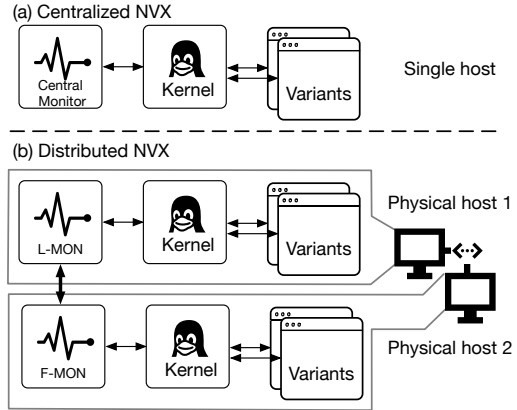 (a) Centralized NVX
Central
Monitor
Kernel
Variants
Single host
(b) Distributed NVX
L-MON
Kernel
Variants
Physical host 1
F-MON
Kernel
Variants
Physical host 2